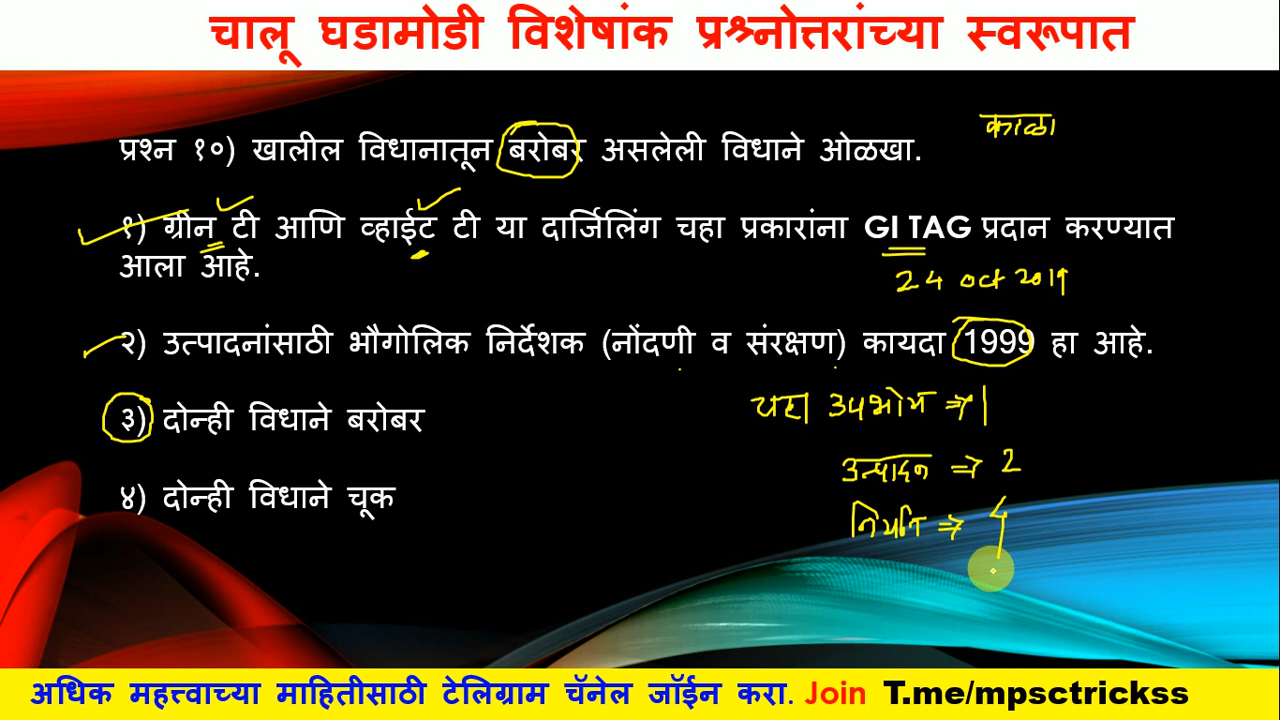 चालू घडामोडी विशेषांक प्रश्नोत्तरांच्या स्वरूपात
काळा
प्रश्न १०) खालील विधानातून बरोबर असलेली विधाने ओळखा.
१) ग्रीन टी आणि व्हाईट टी या दार्जिलिंग चहा प्रकारांना GI TAG प्रदान करण्यात
आला आहे.
24 oct 2019
२) उत्पादनांसाठी भौगोलिक निर्देशक (नोंदणी व संरक्षण) कायदा 1999 हा आहे.
चहा उपभोग ⇒ 1
३) दोन्ही विधाने बरोबर
उत्पादन ⇒ 2
४) दोन्ही विधाने चूक
निर्यात ⇒ 4
अधिक महत्त्वाच्या माहितीसाठी टेलिग्राम चॅनेल जॉईन करा. Join T.me/mpsctrickss